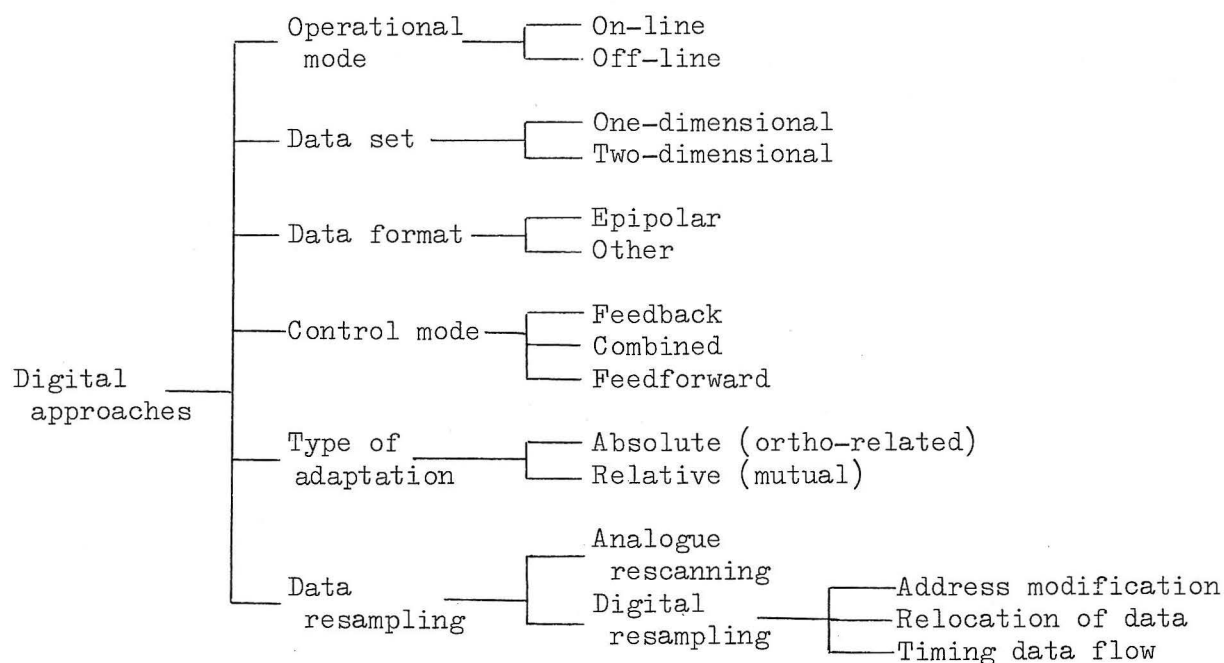 Digital
approaches
Operational
mode
On-line
Off-line
Data set
One-dimensional
Two-dimensional
Data format
Epipolar
Other
Control mode
Feedback
Combined
Feedforward
Type of
adaptation
Absolute (ortho-related)
Relative (mutual)
Data
resampling
Analogue
rescanning
Digital
resampling
Address modification
Relocation of data
Timing data flow